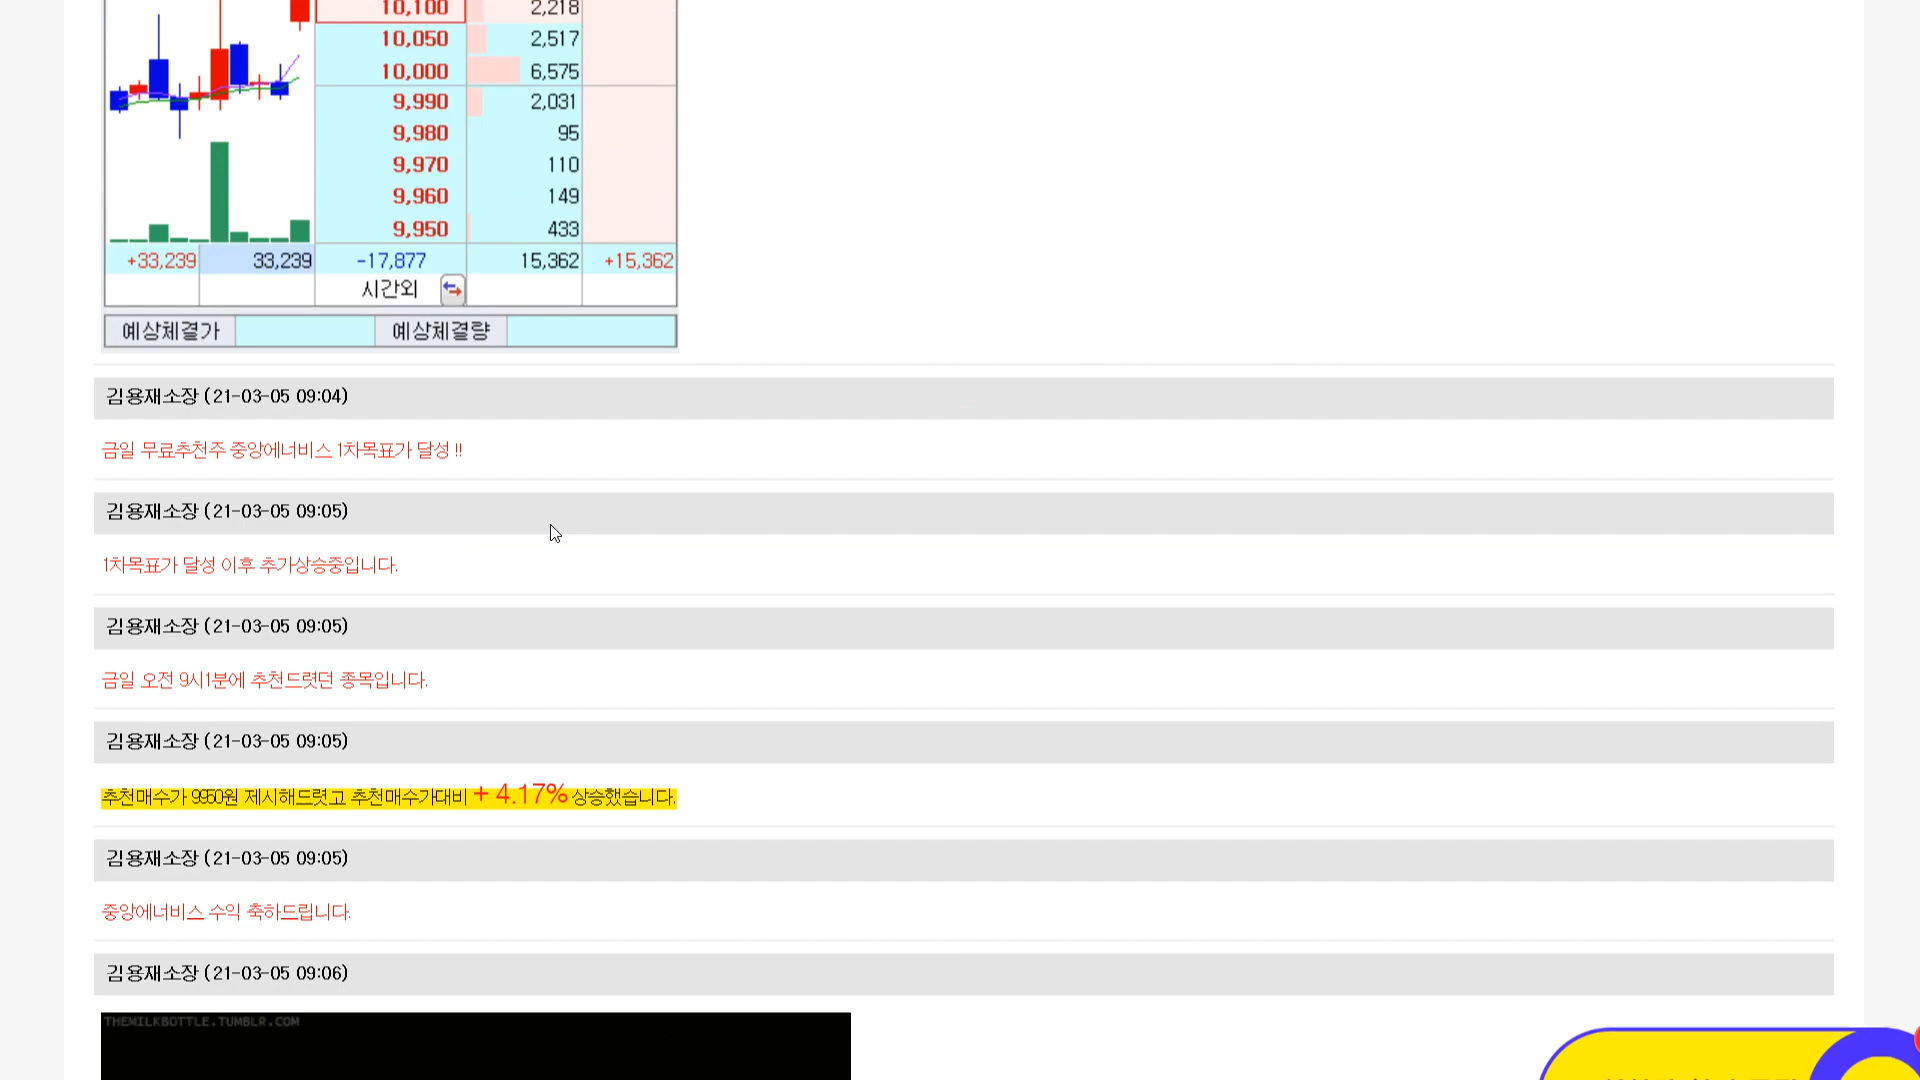 10,100 2,218
10,050 2,517
10,000 6,575
9,990 2,031
9,980 95
9,970 110
9,960 149
9,950 433
+33,239 33,239 -17,877 15,362 +15,362
시간외
예상체결가 예상체결량
김용재소장 (21-03-05 09:04)
금일 무료추천주 중앙에너비스 1차목표가 달성 !!
김용재소장 (21-03-05 09:05)
1차목표가 달성 이후 추가상승중입니다.
김용재소장 (21-03-05 09:05)
금일 오전 9시1분에 추천드렷던 종목입니다.
김용재소장 (21-03-05 09:05)
추천매수가 9950원 제시해드렷고 추천매수가대비 + 4.17% 상승했습니다.
김용재소장 (21-03-05 09:05)
중앙에너비스 수익 축하드립니다.
김용재소장 (21-03-05 09:06)
THEMILKBOTTLE.TUMBLR.COM